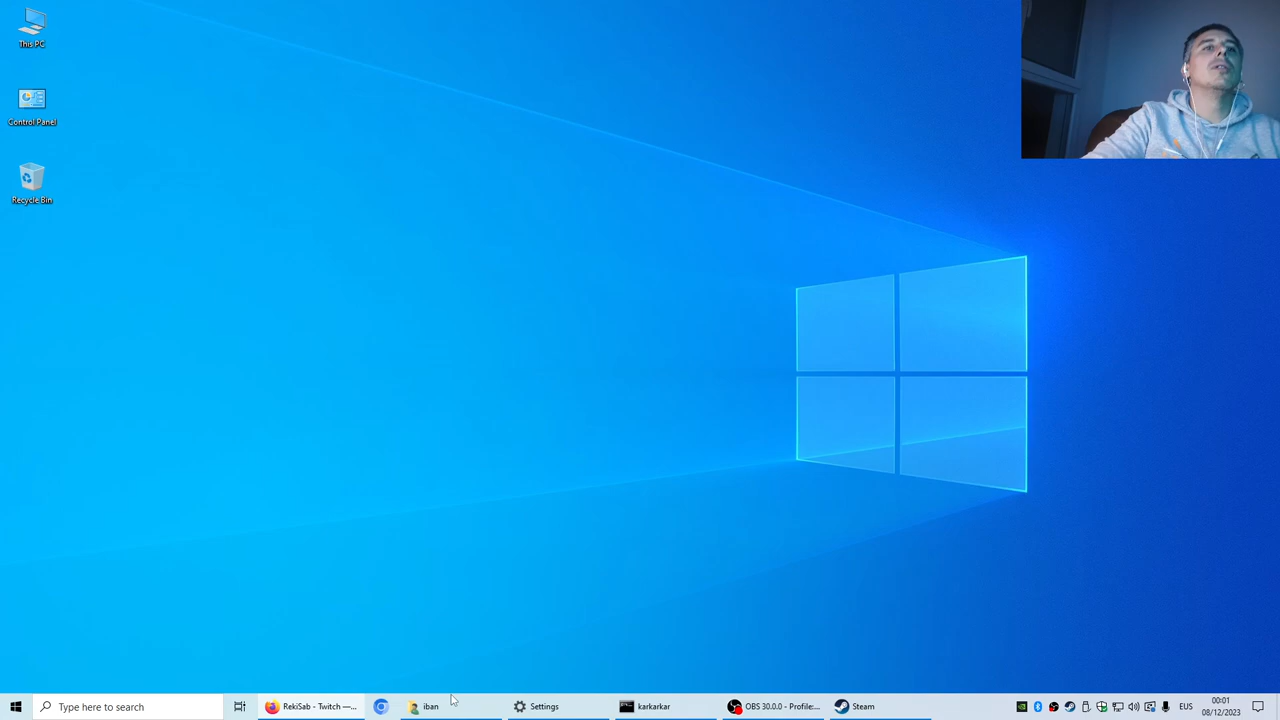 This PC
Control Panel
Recycle Bin
Type here to search
RekiSab - Twitch —...
iban
Settings
karkarkar
OBS 30.0.0 - Profile:...
Steam
EUS
00:01
08/12/2023